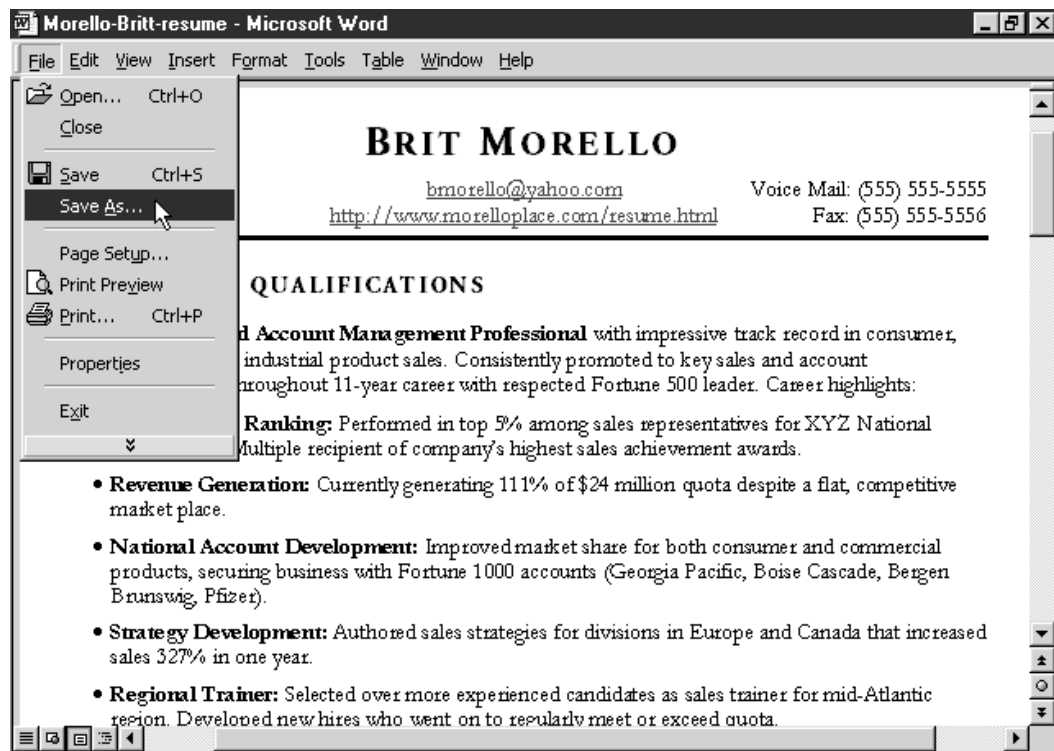 Morello-Britt-resume - Microsoft Word
File Edit View Insert Format Tools Table Window Help
Open... Ctrl+O
Close
Save Ctrl+S
Save As...
Page Setup...
Print Preview
Print... Ctrl+P
Properties
Exit
BRIT MORELLO
bmorello@yahoo.com Voice Mail: (555) 555-5555
http://www.morelloplace.com/resume.html Fax: (555) 555-5556
QUALIFICATIONS
d Account Management Professional with impressive track record in consumer,
industrial product sales. Consistently promoted to key sales and account
hroughout 11-year career with respected Fortune 500 leader. Career highlights:
Ranking: Performed in top 5% among sales representatives for XYZ National
Multiple recipient of company's highest sales achievement awards.
• Revenue Generation: Currently generating 111% of $24 million quota despite a flat, competitive
market place.
• National Account Development: Improved market share for both consumer and commercial
products, securing business with Fortune 1000 accounts (Georgia Pacific, Boise Cascade, Bergen
Brunswig, Pfizer).
• Strategy Development: Authored sales strategies for divisions in Europe and Canada that increased
sales 327% in one year.
• Regional Trainer: Selected over more experienced candidates as sales trainer for mid-Atlantic
region. Developed new hires who went on to regularly meet or exceed quota.